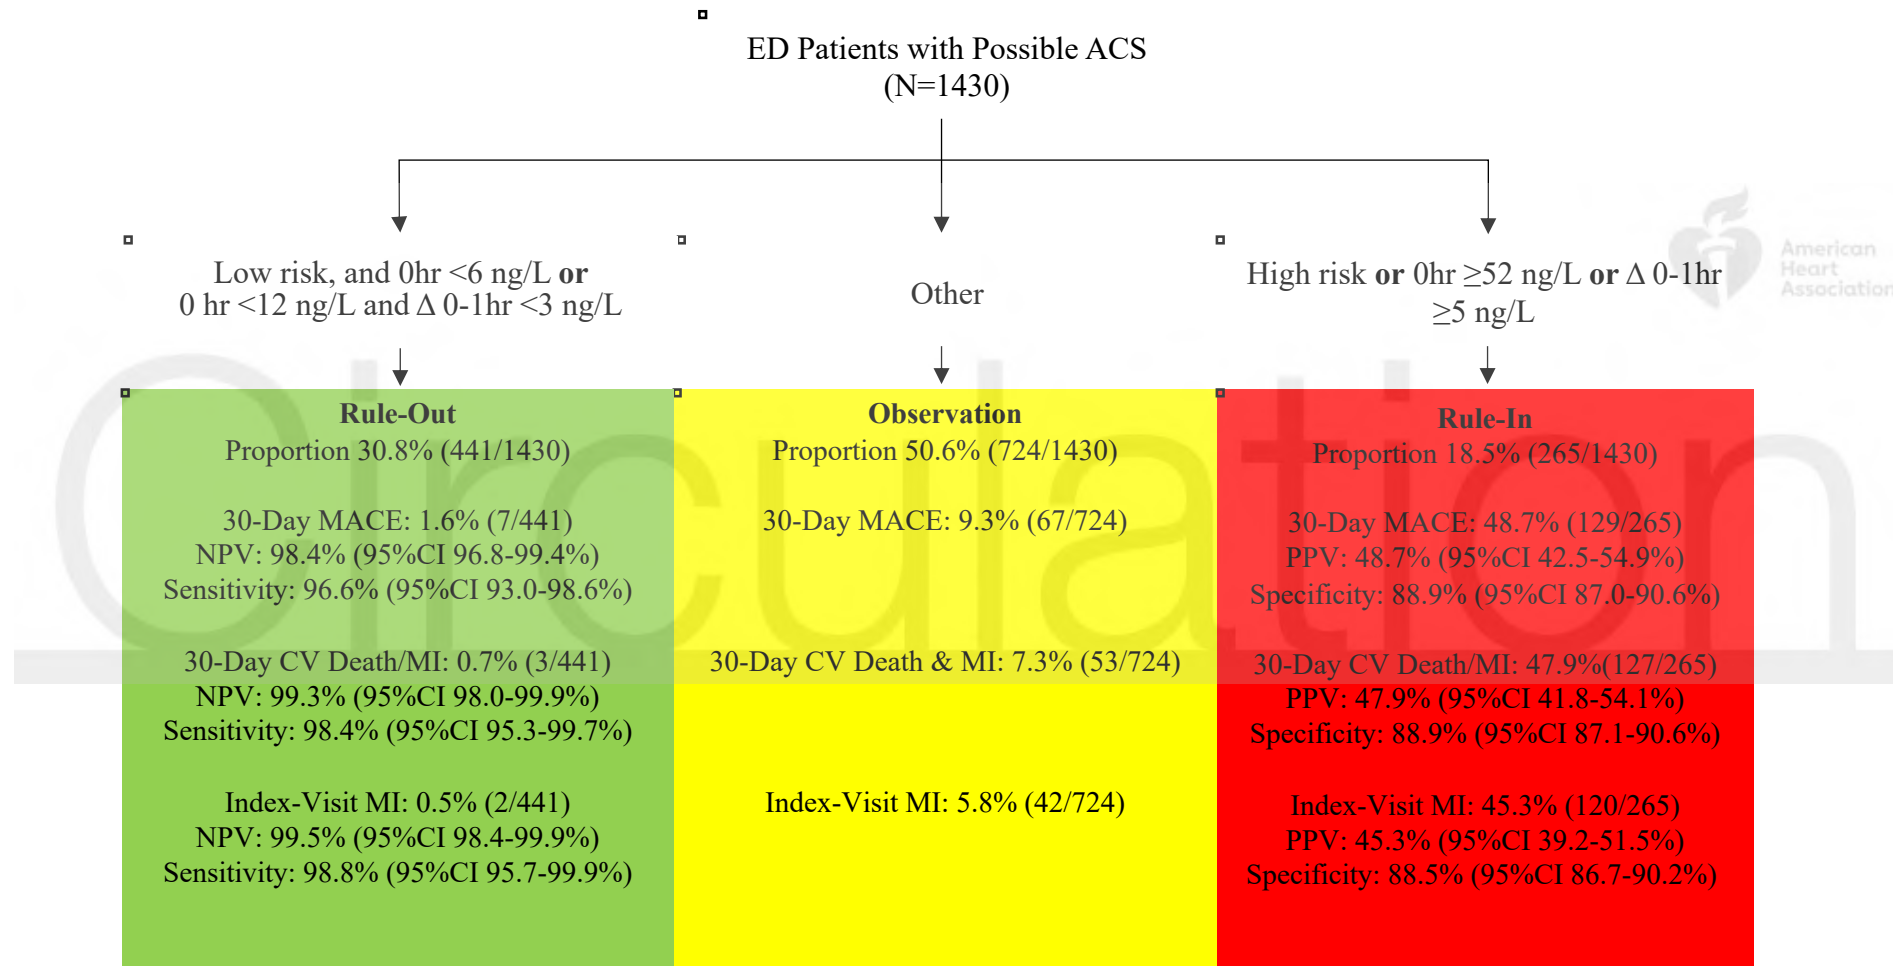 ED Patients with Possible ACS
(N=1430)
Low risk, and 0hr <6 ng/L or
0 hr <12 ng/L and Δ 0-1hr <3 ng/L
Other
High risk or 0hr ≥52 ng/L or Δ 0-1hr
≥5 ng/L
American
Heart
Association
Circulation
Rule-Out
Proportion 30.8% (441/1430)
30-Day MACE: 1.6% (7/441)
NPV: 98.4% (95%CI 96.8-99.4%)
Sensitivity: 96.6% (95%CI 93.0-98.6%)
30-Day CV Death/MI: 0.7% (3/441)
NPV: 99.3% (95%CI 98.0-99.9%)
Sensitivity: 98.4% (95%CI 95.3-99.7%)
Index-Visit MI: 0.5% (2/441)
NPV: 99.5% (95%CI 98.4-99.9%)
Sensitivity: 98.8% (95%CI 95.7-99.9%)
Observation
Proportion 50.6% (724/1430)
30-Day MACE: 9.3% (67/724)
30-Day CV Death & MI: 7.3% (53/724)
Index-Visit MI: 5.8% (42/724)
Rule-In
Proportion 18.5% (265/1430)
30-Day MACE: 48.7% (129/265)
PPV: 48.7% (95%CI 42.5-54.9%)
Specificity: 88.9% (95%CI 87.0-90.6%)
30-Day CV Death/MI: 47.9%(127/265)
PPV: 47.9% (95%CI 41.8-54.1%)
Specificity: 88.9% (95%CI 87.1-90.6%)
Index-Visit MI: 45.3% (120/265)
PPV: 45.3% (95%CI 39.2-51.5%)
Specificity: 88.5% (95%CI 86.7-90.2%)